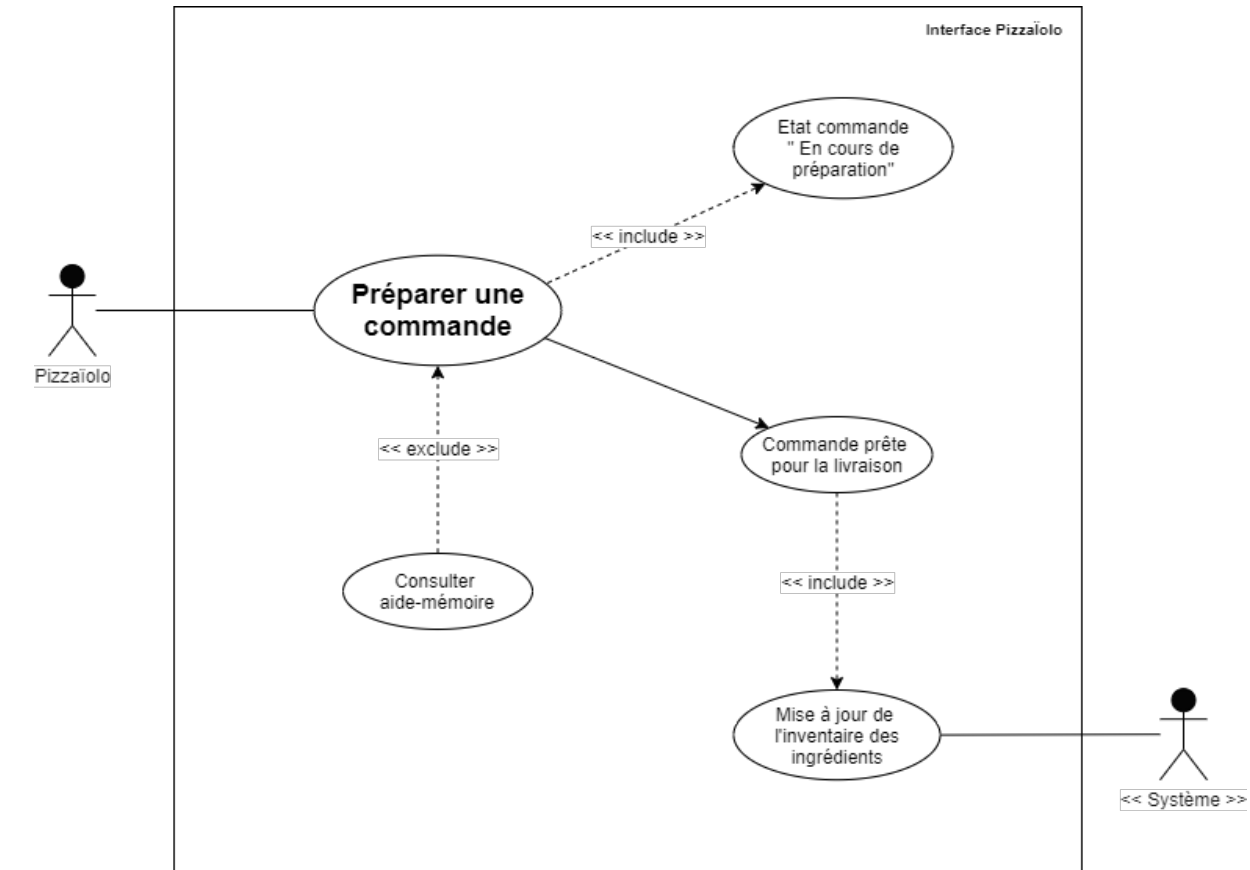 Interface PizzaÏolo
Etat commande
" En cours de
préparation"
<< include >>
Préparer une
commande
Pizzaïolo
<< exclude >>
Commande prête
pour la livraison
Consulter
aide-mémoire
<< include >>
Mise à jour de
l'inventaire des
ingrédients
<< Système >>